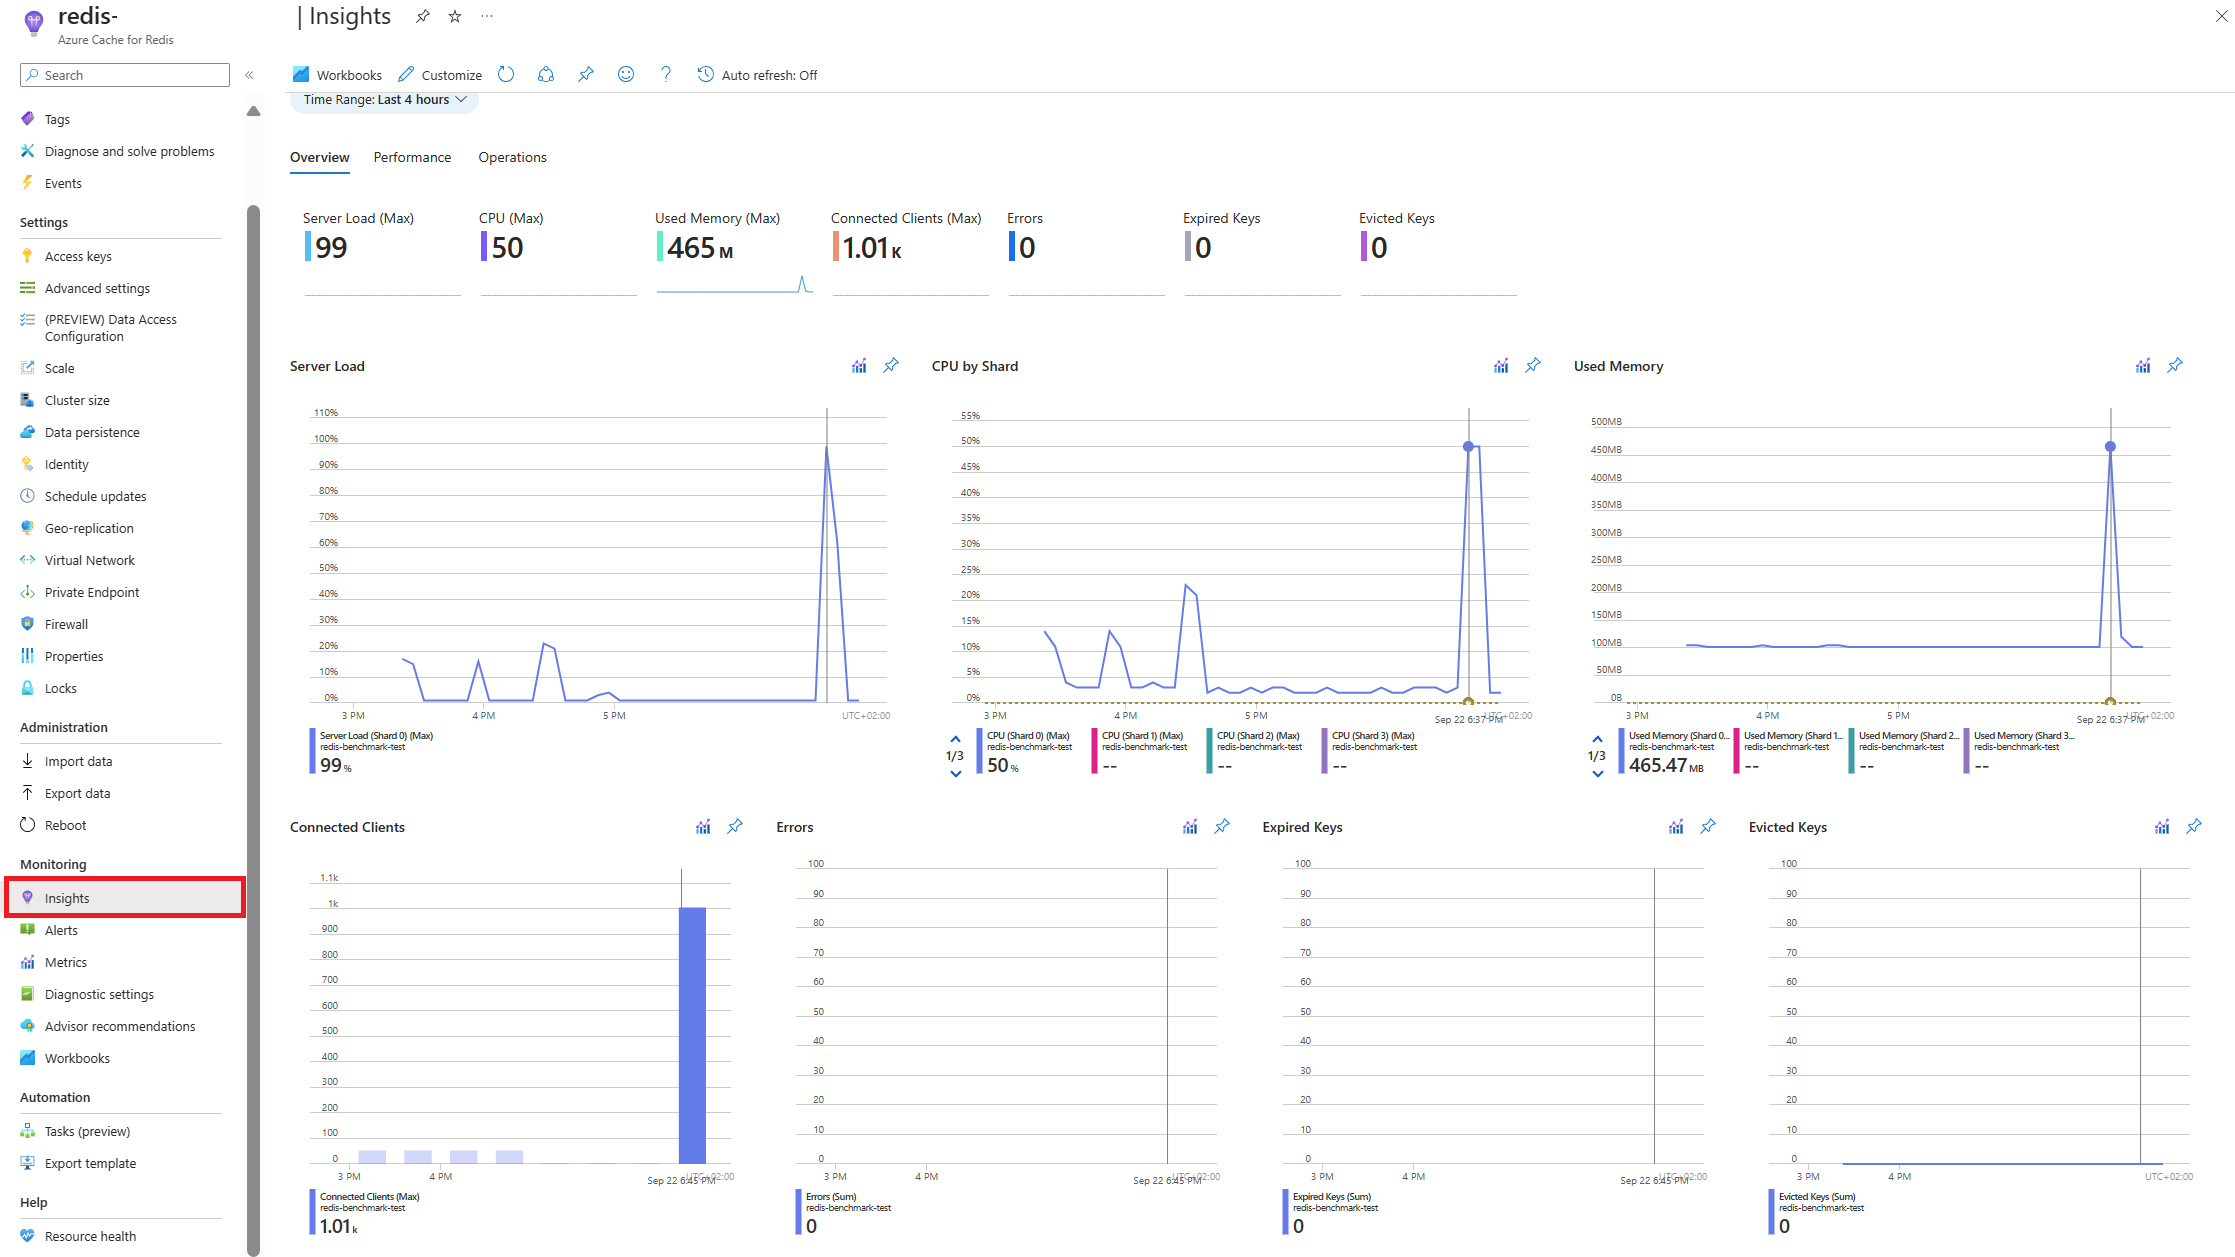 redis-
Azure Cache for Redis
| Insights
Search
Workbooks
Customize
Auto refresh: Off
Time Range: Last 4 hours
Tags
Diagnose and solve problems
Events
Settings
Access keys
Advanced settings
(PREVIEW) Data Access
Configuration
Scale
Cluster size
Data persistence
Identity
Schedule updates
Geo-replication
Virtual Network
Private Endpoint
Firewall
Properties
Locks
Administration
Import data
Export data
Reboot
Monitoring
Insights
Alerts
Metrics
Diagnostic settings
Advisor recommendations
Workbooks
Automation
Tasks (preview)
Export template
Help
Resource health
Overview Performance Operations
Server Load (Max) CPU (Max) Used Memory (Max) Connected Clients (Max) Errors Expired Keys Evicted Keys
99 50 465 M 1.01 K 0 0 0
Server Load
110%
100%
90%
80%
70%
60%
50%
40%
30%
20%
10%
0%
3 PM 4 PM 5 PM UTC+02:00
Server Load (Shard 0) (Max)
redis-benchmark-test
99 %
CPU by Shard
55%
50%
45%
40%
35%
30%
25%
20%
15%
10%
5%
0%
3 PM 4 PM 5 PM Sep 22 6:37 PM UTC+02:00
1/3
CPU (Shard 0) (Max)
redis-benchmark-test
50 %
CPU (Shard 1) (Max)
redis-benchmark-test
--
CPU (Shard 2) (Max)
redis-benchmark-test
--
CPU (Shard 3) (Max)
redis-benchmark-test
--
Used Memory
500MB
450MB
400MB
350MB
300MB
250MB
200MB
150MB
100MB
50MB
0B
3 PM 4 PM 5 PM Sep 22 6:37 PM UTC+02:00
1/3
Used Memory (Shard 0...
redis-benchmark-test
465.47 MB
Used Memory (Shard 1...
redis-benchmark-test
--
Used Memory (Shard 2...
redis-benchmark-test
--
Used Memory (Shard 3...
redis-benchmark-test
--
Connected Clients
1.1k
1k
900
800
700
600
500
400
300
200
100
0
3 PM 4 PM Sep 22 6:45 PM UTC+02:00
Connected Clients (Max)
redis-benchmark-test
1.01 k
Errors
100
90
80
70
60
50
40
30
20
10
0
3 PM 4 PM Sep 22 6:45 PM UTC+02:00
Errors (Sum)
redis-benchmark-test
0
Expired Keys
100
90
80
70
60
50
40
30
20
10
0
3 PM 4 PM Sep 22 6:45 PM UTC+02:00
Expired Keys (Sum)
redis-benchmark-test
0
Evicted Keys
100
90
80
70
60
50
40
30
20
10
0
3 PM 4 PM UTC+02:00
Evicted Keys (Sum)
redis-benchmark-test
0